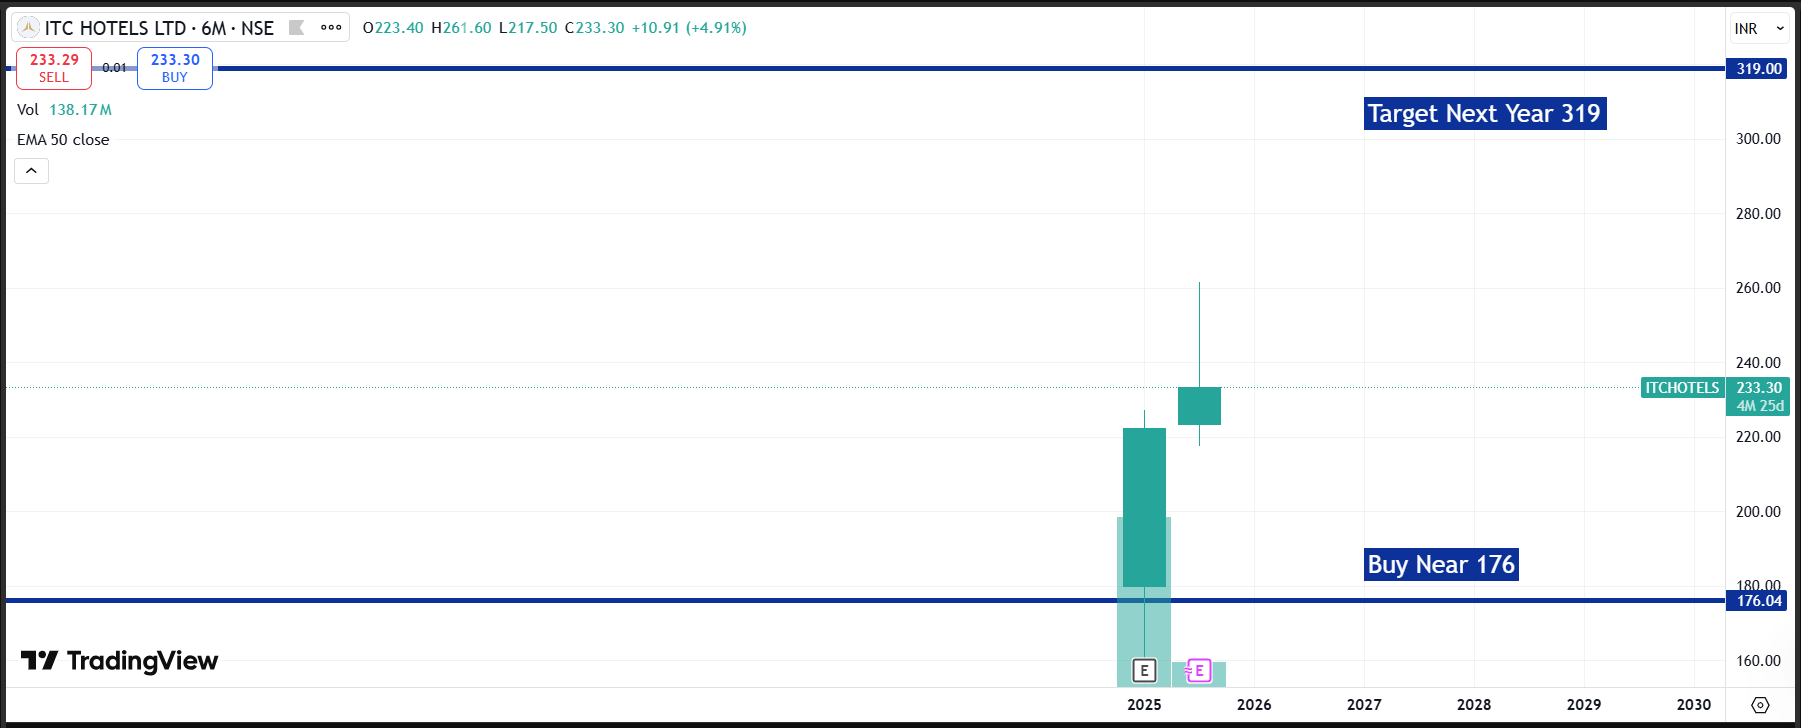 ITC HOTELS LTD · 6M · NSE O223.40 H261.60 L217.50 C233.30 +10.91 (+4.91%) INR
233.29 0.01 233.30
SELL BUY
319.00
Vol 138.17M
Target Next Year 319
EMA 50 close
300.00
280.00
260.00
240.00
ITCHOTELS 233.30
4M 25d
220.00
200.00
Buy Near 176
180.00
176.04
TradingView
160.00
E ≈E
2025 2026 2027 2028 2029 2030